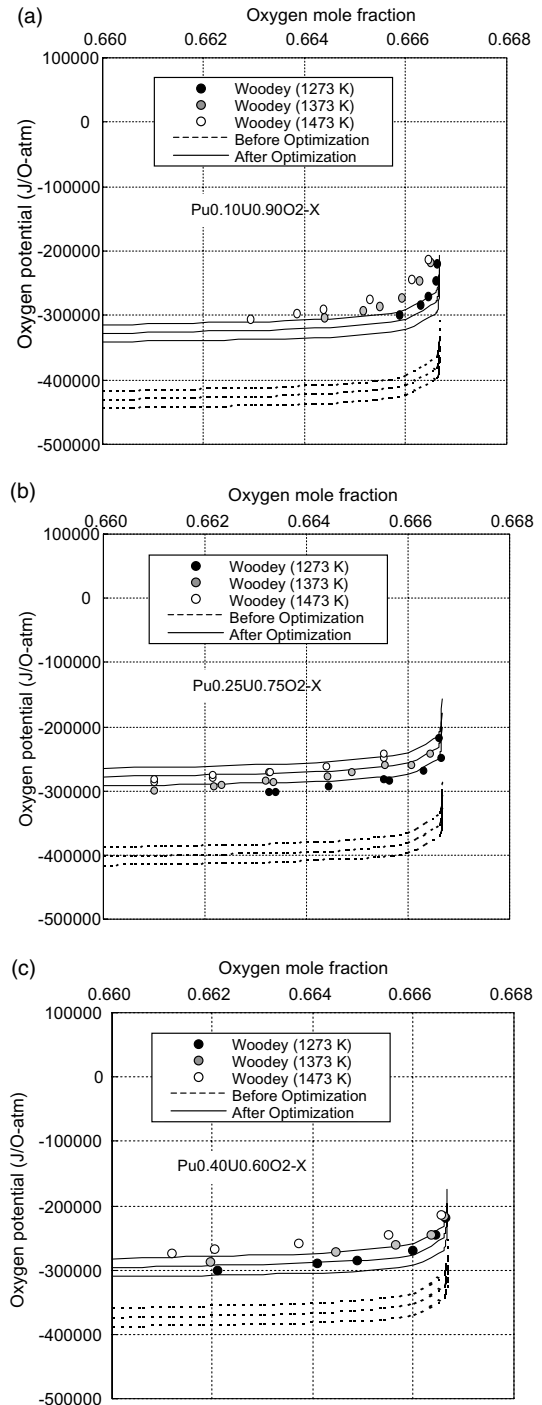 (a)
Oxygen mole fraction
0.660 0.662 0.664 0.666 0.668
Oxygen potential (J/O-atm)
100000
0
-100000
-200000
-300000
-400000
-500000
Woodey (1273 K)
Woodey (1373 K)
Woodey (1473 K)
Before Optimization
After Optimization
Pu0.10U0.90O2-X
(b)
Oxygen mole fraction
0.660 0.662 0.664 0.666 0.668
Oxygen potential (J/O-atm)
100000
0
-100000
-200000
-300000
-400000
-500000
Woodey (1273 K)
Woodey (1373 K)
Woodey (1473 K)
Before Optimization
After Optimization
Pu0.25U0.75O2-X
(c)
Oxygen mole fraction
0.660 0.662 0.664 0.666 0.668
Oxygen potential (J/O-atm)
100000
0
-100000
-200000
-300000
-400000
-500000
Woodey (1273 K)
Woodey (1373 K)
Woodey (1473 K)
Before Optimization
After Optimization
Pu0.40U0.60O2-X